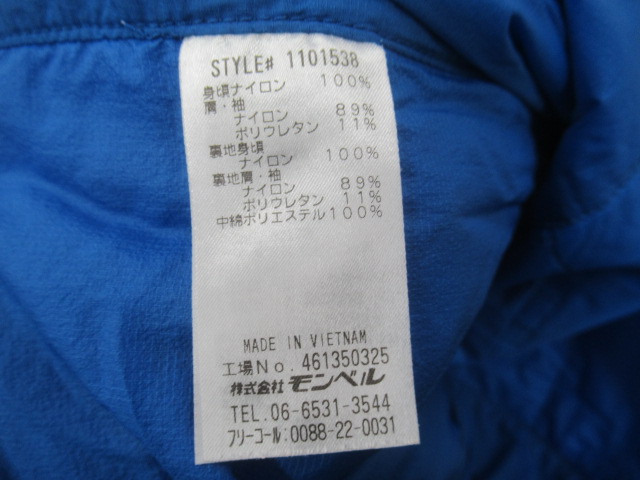 STYLE# 1101538
身頃ナイロン 100%
肩・袖
ナイロン 89%
ポリウレタン 11%
裏地身頃
ナイロン 100%
裏地肩・袖
ナイロン 89%
ポリウレタン 11%
中綿ポリエステル100%
MADE IN VIETNAM
工場No. 461350325
株式会社 モンベル
TEL. 06-6531-3544
フリーコール:0088-22-0031